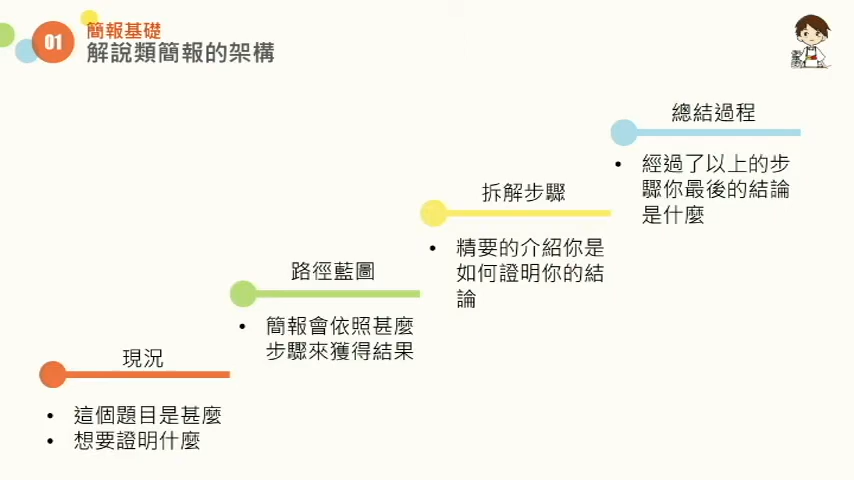 01
簡報基礎
解說類簡報的架構
總結過程
• 經過了以上的步
驟你最後的結論
是什麼
拆解步驟
• 精要的介紹你是
如何證明你的結
論
路徑藍圖
• 簡報會依照甚麼
步驟來獲得結果
現況
• 這個題目是甚麼
• 想要證明什麼